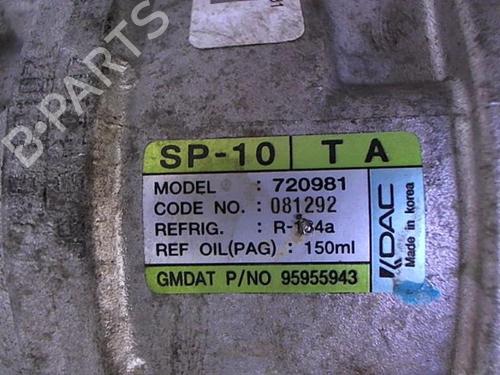 B-PARTS
SP-10 TA
MODEL : 720981
CODE NO. : 081292
REFRIG. : R-134a
REF OIL(PAG) : 150ml
GMDAT P/NO 95955943
KDAC
Made in korea